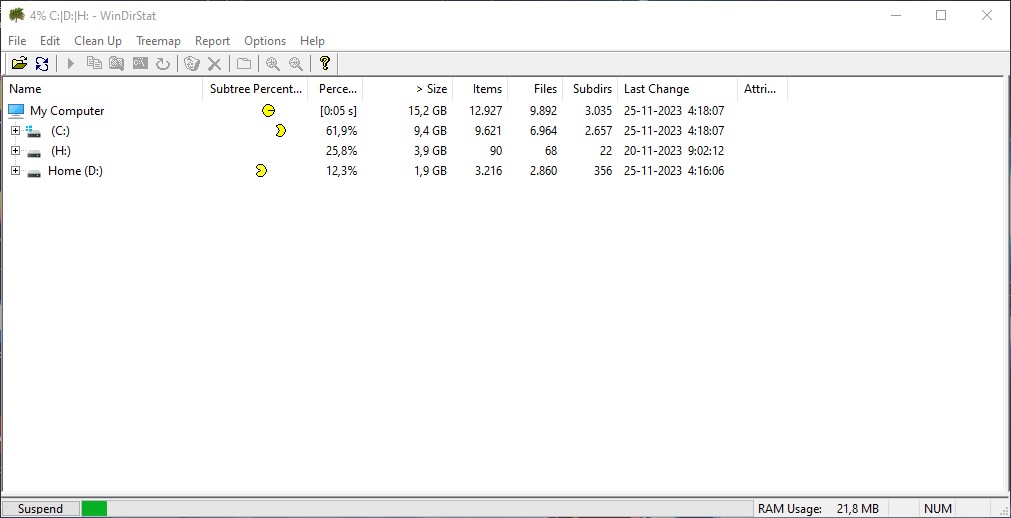 4% C:|D:|H: - WinDirStat
File Edit Clean Up Treemap Report Options Help
Name Subtree Percent... Perce... > Size Items Files Subdirs Last Change Attri...
My Computer [0:05 s] 15,2 GB 12.927 9.892 3.035 25-11-2023 4:18:07
(C:) 61,9% 9,4 GB 9.621 6.964 2.657 25-11-2023 4:18:07
(H:) 25,8% 3,9 GB 90 68 22 20-11-2023 9:02:12
Home (D:) 12,3% 1,9 GB 3.216 2.860 356 25-11-2023 4:16:06
Suspend RAM Usage: 21,8 MB NUM